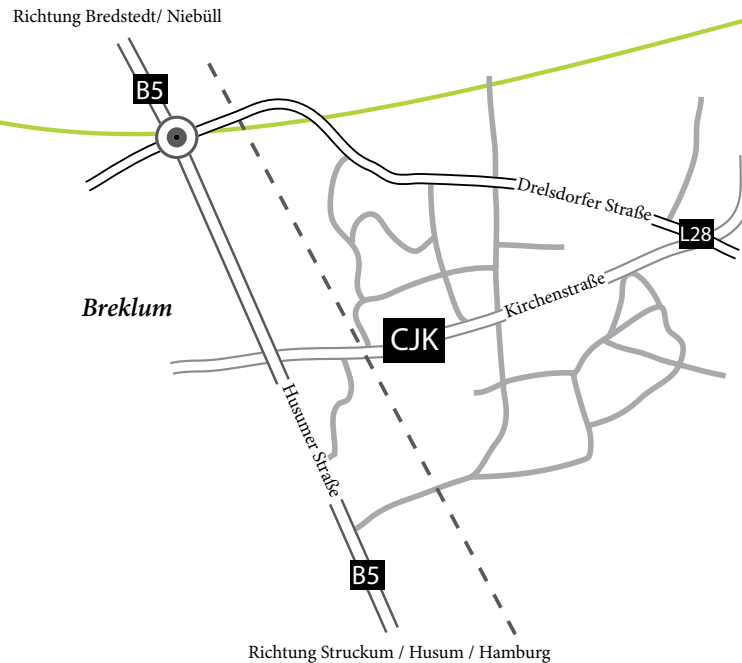 Richtung Bredstedt/ Niebüll
B5
Drelsdorfer Straße
L28
Kirchenstraße
Breklum
CJK
Husumer Straße
B5
Richtung Struckum / Husum / Hamburg